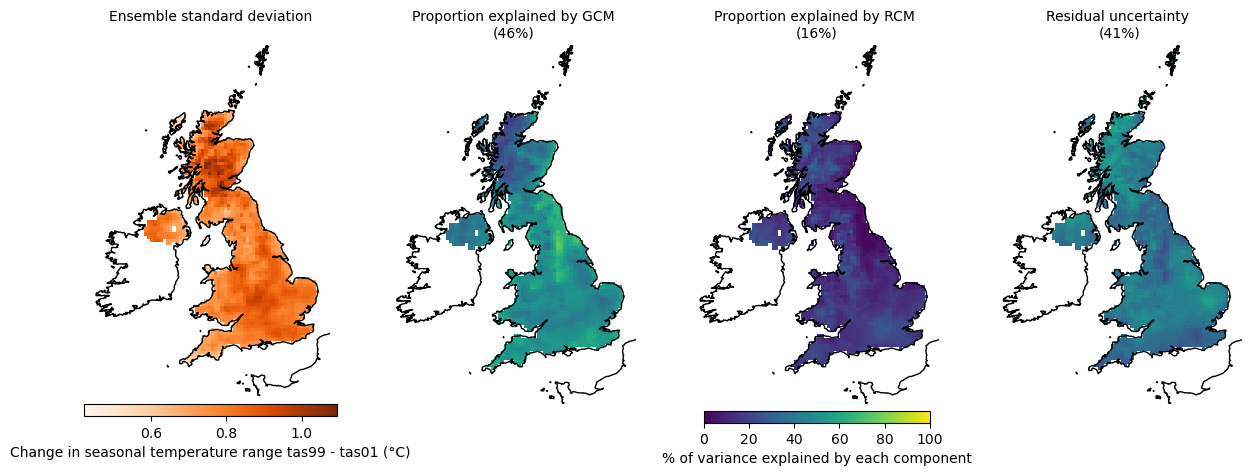 Ensemble standard deviation
Proportion explained by GCM
(46%)
Proportion explained by RCM
(16%)
Residual uncertainty
(41%)
0.6 0.8 1.0
Change in seasonal temperature range tas99 - tas01 (°C)
0 20 40 60 80 100
% of variance explained by each component